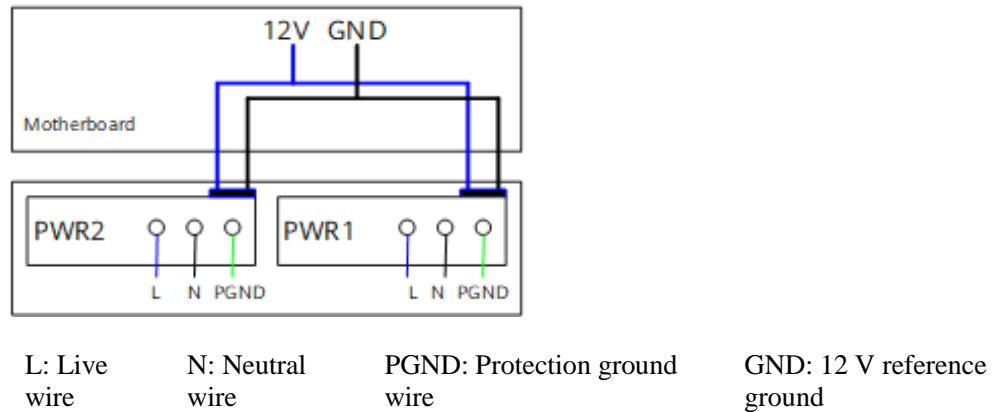 12V GND
Motherboard
PWR2
PWR1
L N PGND
L N PGND
L: Live wire
N: Neutral wire
PGND: Protection ground wire
GND: 12 V reference ground